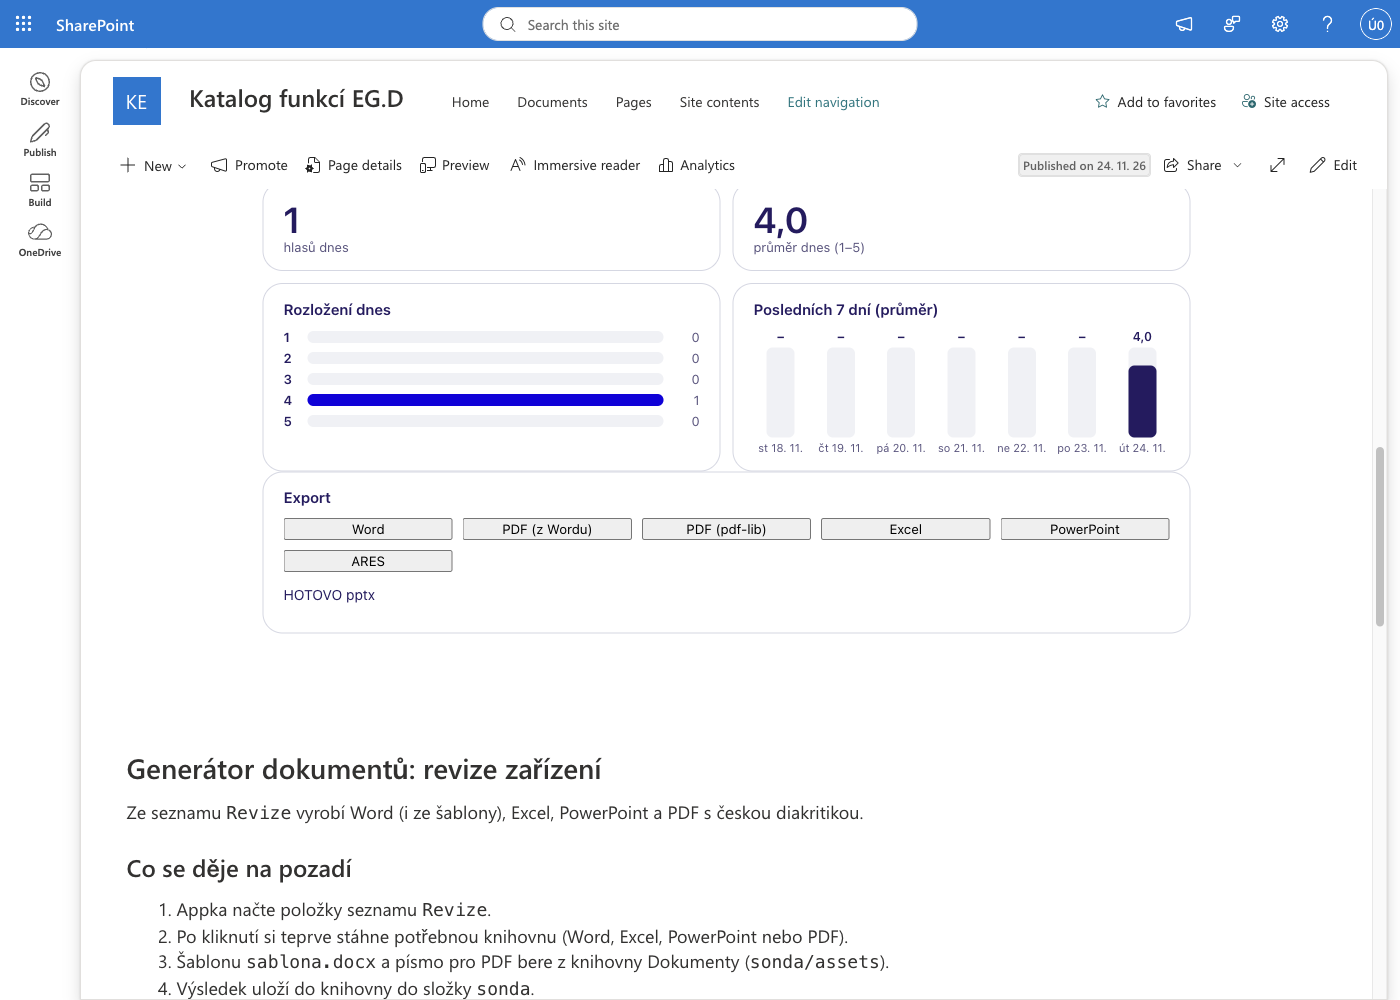 SharePoint
Search this site
Ú0
Discover
Publish
Build
OneDrive
KE
Katalog funkcí EG.D
Home
Documents
Pages
Site contents
Edit navigation
Add to favorites
Site access
New
Promote
Page details
Preview
Immersive reader
Analytics
Published on 24. 11. 26
Share
Edit
1
hlasů dnes
4,0
průměr dnes (1–5)
Rozložení dnes
1 0
2 0
3 0
4 1
5 0
Posledních 7 dní (průměr)
– – – – – – 4,0
st 18. 11. čt 19. 11. pá 20. 11. so 21. 11. ne 22. 11. po 23. 11. út 24. 11.
Export
Word
PDF (z Wordu)
PDF (pdf-lib)
Excel
PowerPoint
ARES
HOTOVO pptx
Generátor dokumentů: revize zařízení
Ze seznamu Revize vyrobí Word (i ze šablony), Excel, PowerPoint a PDF s českou diakritikou.
Co se děje na pozadí
1. Appka načte položky seznamu Revize.
2. Po kliknutí si teprve stáhne potřebnou knihovnu (Word, Excel, PowerPoint nebo PDF).
3. Šablonu sablona.docx a písmo pro PDF bere z knihovny Dokumenty (sonda/assets).
4. Výsledek uloží do knihovny do složky sonda.